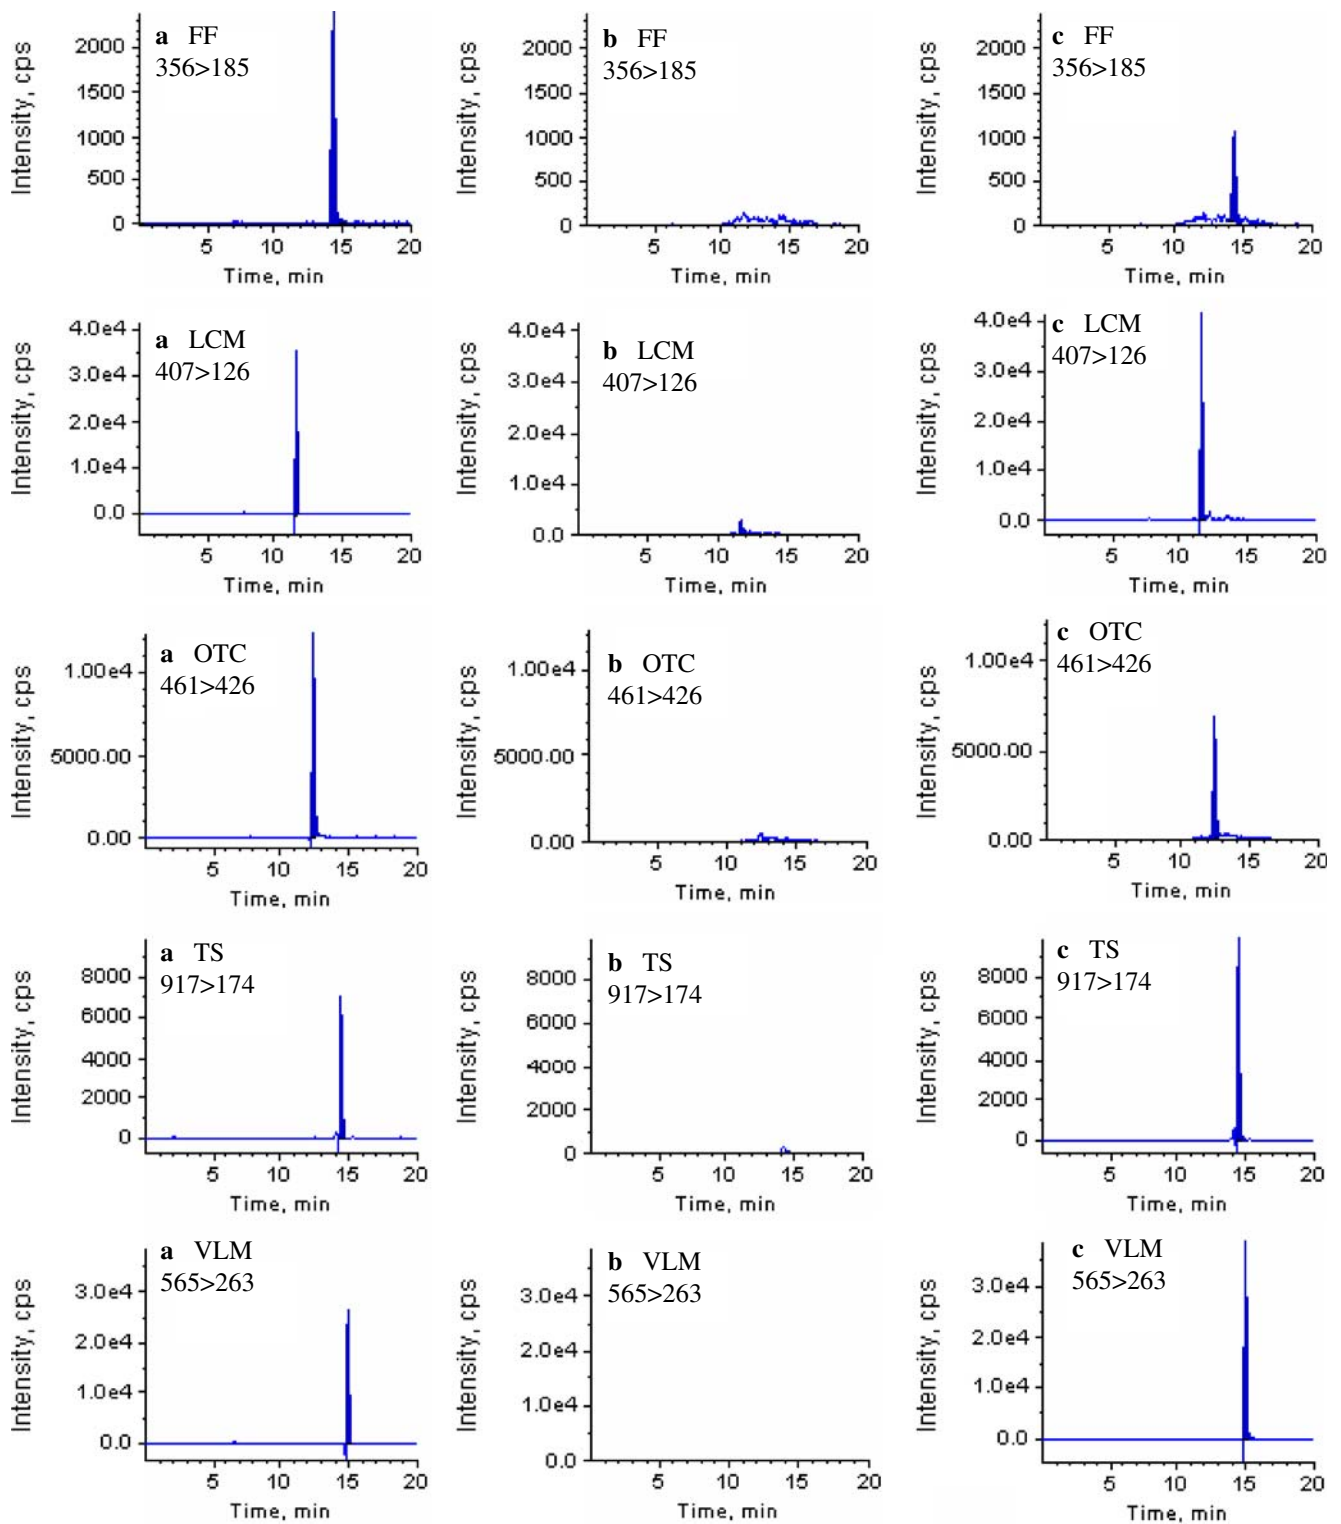 a FF
356>185
Intensity, cps
2000
1500
1000
500
0
5 10 15 20
Time, min
b FF
356>185
Intensity, cps
2000
1500
1000
500
0
5 10 15 20
Time, min
c FF
356>185
Intensity, cps
2000
1500
1000
500
0
5 10 15 20
Time, min
a LCM
407>126
Intensity, cps
4.0e4
3.0e4
2.0e4
1.0e4
0.0
5 10 15 20
Time, min
b LCM
407>126
Intensity, cps
4.0e4
3.0e4
2.0e4
1.0e4
0.0
5 10 15 20
Time, min
c LCM
407>126
Intensity, cps
4.0e4
3.0e4
2.0e4
1.0e4
0.0
5 10 15 20
Time, min
a OTC
461>426
Intensity, cps
1.00e4
5000.00
0.00
5 10 15 20
Time, min
b OTC
461>426
Intensity, cps
1.00e4
5000.00
0.00
5 10 15 20
Time, min
c OTC
461>426
Intensity, cps
1.00e4
5000.00
0.00
5 10 15 20
Time, min
a TS
917>174
Intensity, cps
8000
6000
4000
2000
0
5 10 15 20
Time, min
b TS
917>174
Intensity, cps
8000
6000
4000
2000
0
5 10 15 20
Time, min
c TS
917>174
Intensity, cps
8000
6000
4000
2000
0
5 10 15 20
Time, min
a VLM
565>263
Intensity, cps
3.0e4
2.0e4
1.0e4
0.0
5 10 15 20
Time, min
b VLM
565>263
Intensity, cps
3.0e4
2.0e4
1.0e4
0.0
5 10 15 20
Time, min
c VLM
565>263
Intensity, cps
3.0e4
2.0e4
1.0e4
0.0
5 10 15 20
Time, min